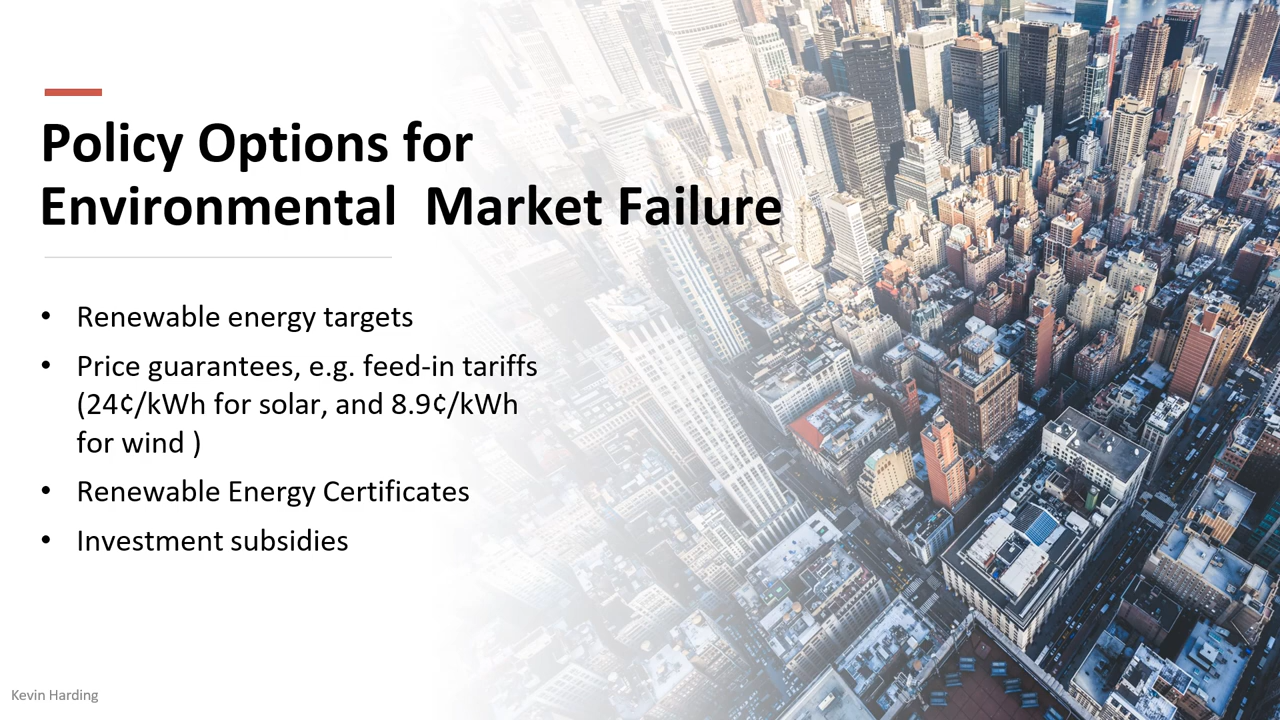 Policy Options for
Environmental  Market Failure
• Renewable energy targets
• Price guarantees, e.g. feed-in tariffs
(24¢/kWh for solar, and 8.9¢/kWh
for wind )
• Renewable Energy Certificates
• Investment subsidies
Kevin Harding